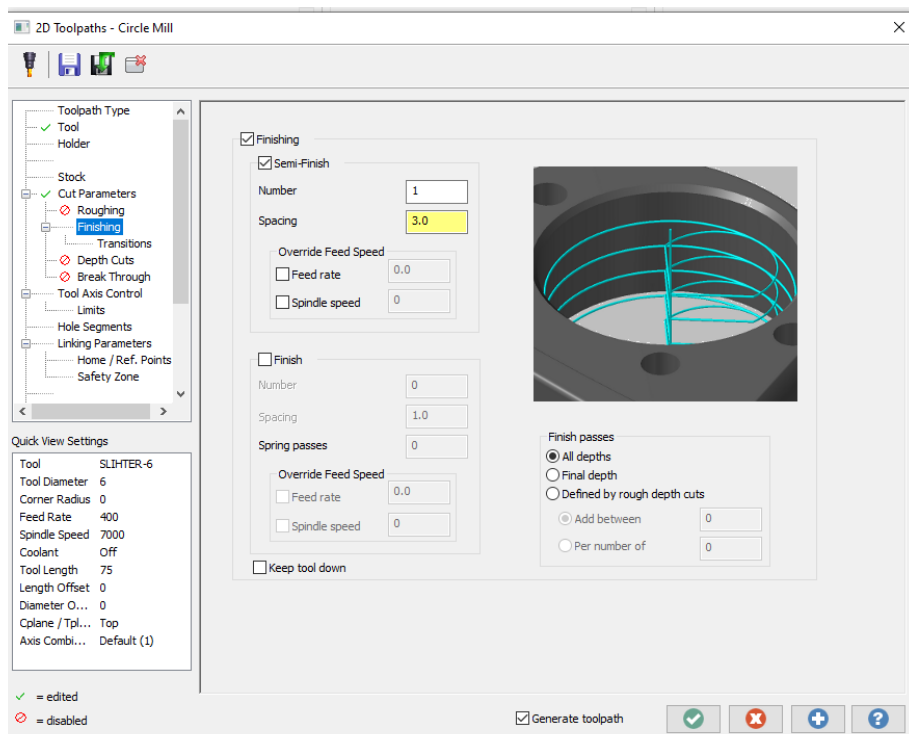 2D Toolpaths - Circle Mill
Toolpath Type
Tool
Holder
Stock
Cut Parameters
Roughing
Finishing
Transitions
Depth Cuts
Break Through
Tool Axis Control
Limits
Hole Segments
Linking Parameters
Home / Ref. Points
Safety Zone
Quick View Settings
Tool SLIHTER-6
Tool Diameter 6
Corner Radius 0
Feed Rate 400
Spindle Speed 7000
Coolant Off
Tool Length 75
Length Offset 0
Diameter O... 0
Cplane / Tpl... Top
Axis Combi... Default (1)
= edited
= disabled
Finishing
Semi-Finish
Number 1
Spacing 3.0
Override Feed Speed
Feed rate 0.0
Spindle speed 0
Finish
Number 0
Spacing 1.0
Spring passes 0
Override Feed Speed
Feed rate 0.0
Spindle speed 0
Keep tool down
Finish passes
All depths
Final depth
Defined by rough depth cuts
Add between 0
Per number of 0
Generate toolpath